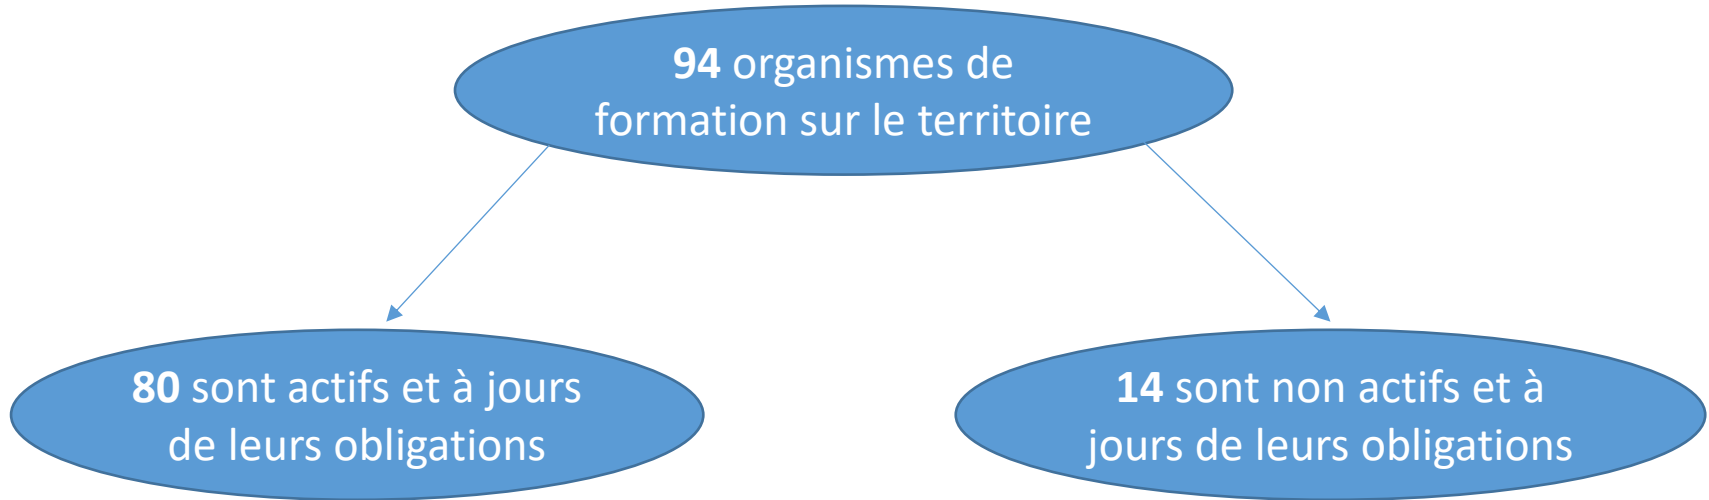 94 organismes de
formation sur le territoire
80 sont actifs et à jours
de leurs obligations
14 sont non actifs et à
jours de leurs obligations